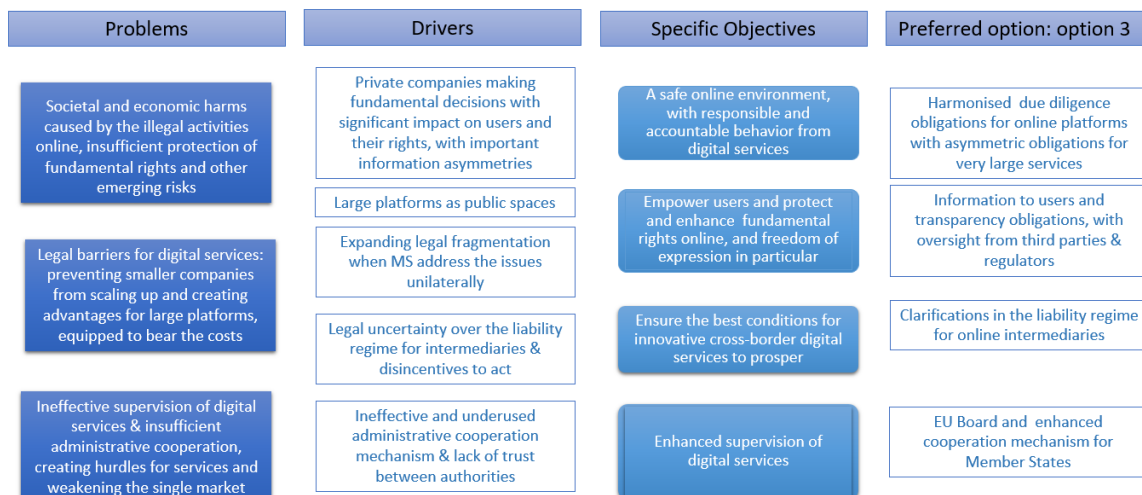 Problems
Drivers
Specific Objectives
Preferred option: option 3
Societal and economic harms
caused by the illegal activities
online, insufficient protection of
fundamental rights and other
emerging risks
Legal barriers for digital services:
preventing smaller companies
from scaling up and creating
advantages for large platforms,
equipped to bear the costs
Ineffective supervision of digital
services & insufficient
administrative cooperation,
creating hurdles for services and
weakening the single market
Private companies making
fundamental decisions with
significant impact on users and
their rights, with important
information asymmetries
Large platforms as public spaces
Expanding legal fragmentation
when MS address the issues
unilaterally
Legal uncertainty over the liability
regime for intermediaries &
disincentives to act
Ineffective and underused
administrative cooperation
mechanism & lack of trust
between authorities
A safe online environment,
with responsible and
accountable behavior from
digital services
Empower users and protect
and enhance fundamental
rights online, and freedom of
expression in particular
Ensure the best conditions for
innovative cross-border digital
services to prosper
Enhanced supervision of
digital services
Harmonised due diligence
obligations for online platforms
with asymmetric obligations for
very large services
Information to users and
transparency obligations, with
oversight from third parties &
regulators
Clarifications in the liability regime
for online intermediaries
EU Board and enhanced
cooperation mechanism for
Member States